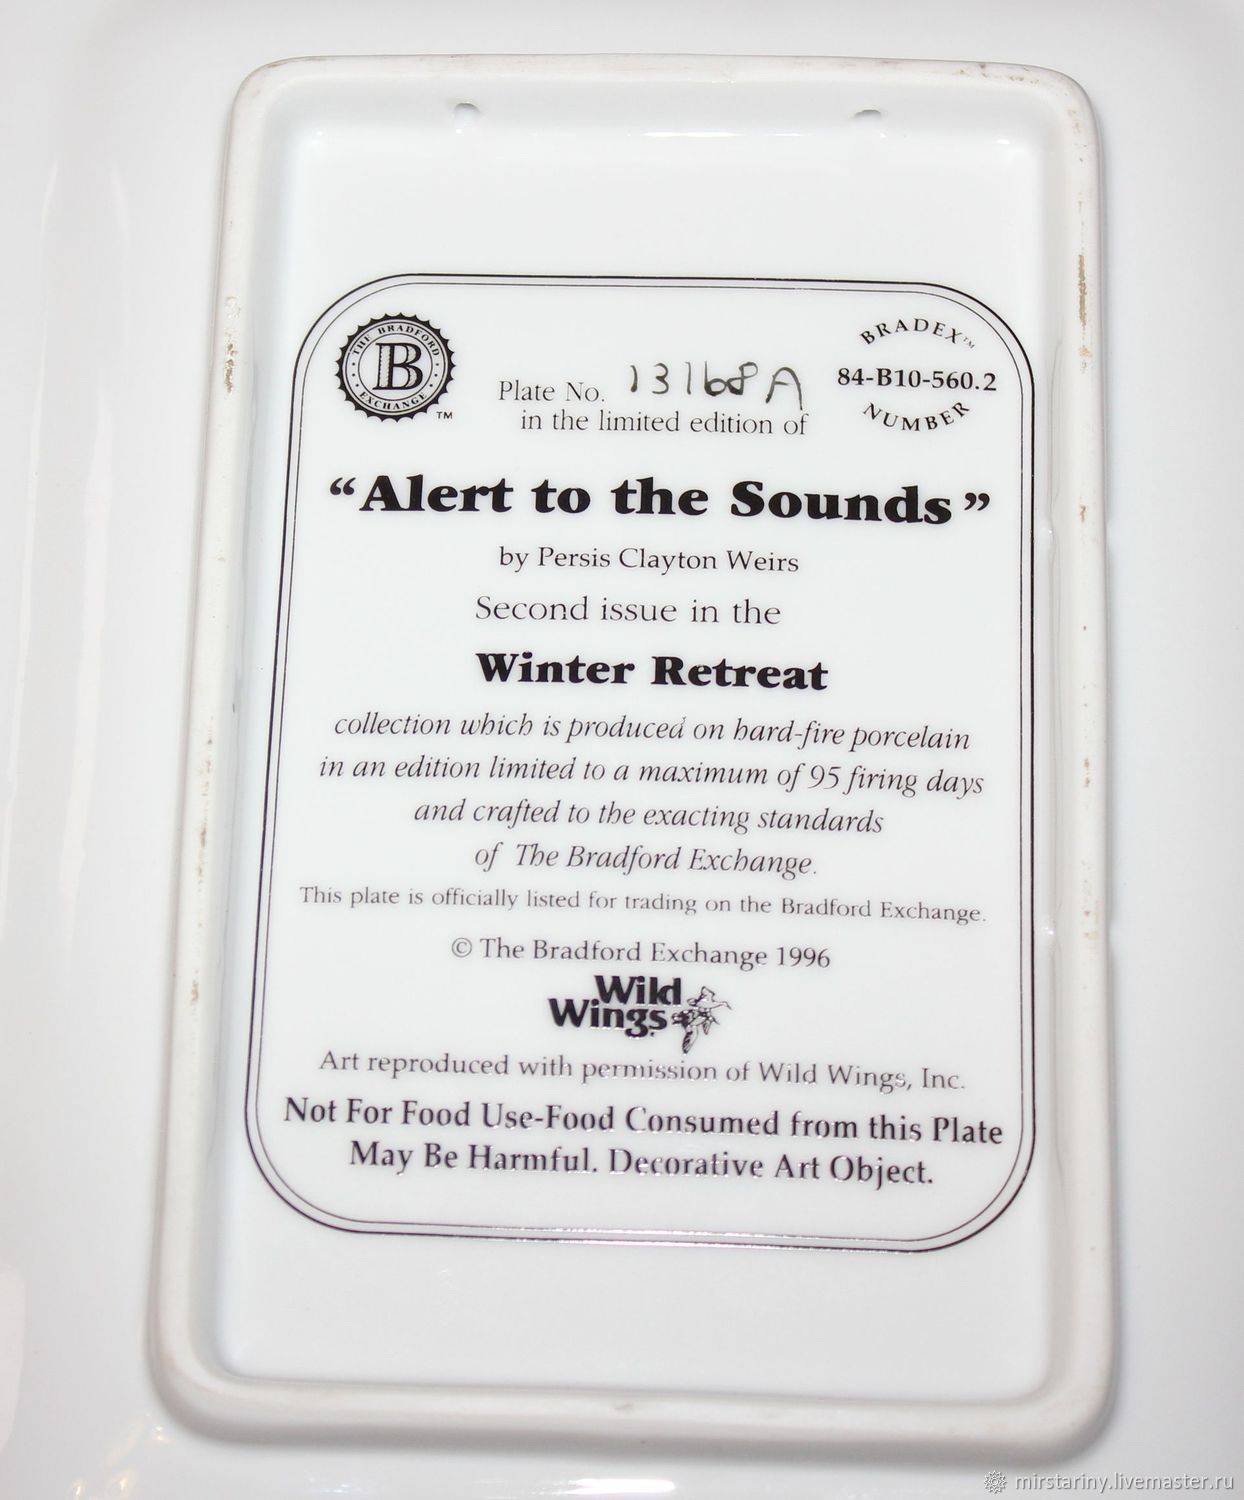 THE BRADFORD EXCHANGE
B
TM
Plate No. 13168A
in the limited edition of
BRADEX™
84-B10-560.2
NUMBER
“Alert to the Sounds”
by Persis Clayton Weirs
Second issue in the
Winter Retreat
collection which is produced on hard-fire porcelain
in an edition limited to a maximum of 95 firing days
and crafted to the exacting standards
of The Bradford Exchange.
This plate is officially listed for trading on the Bradford Exchange.
© The Bradford Exchange 1996
Wild
Wings
Art reproduced with permission of Wild Wings, Inc.
Not For Food Use-Food Consumed from this Plate
May Be Harmful. Decorative Art Object.
mirstariny.livemaster.ru